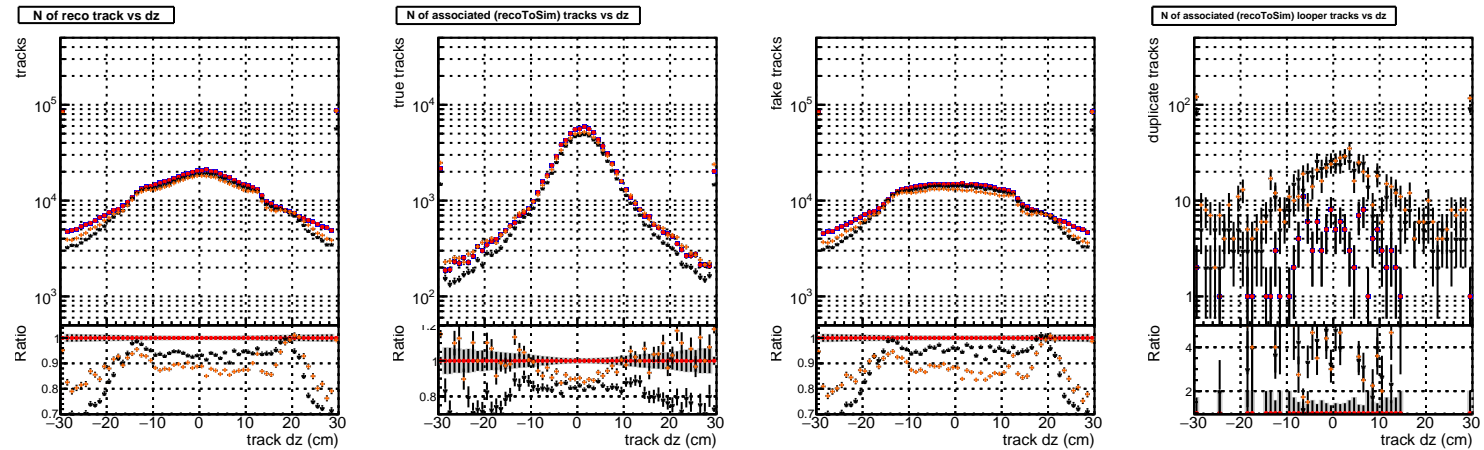 N of reco track vs dz
tracks
10^5
10^4
10^3
Ratio
1
0.9
0.8
0.7
−30 −20 −10 0 10 20 30
track dz (cm)
N of associated (recoToSim) tracks vs dz
true tracks
10^4
10^3
10^2
Ratio
1.2
1
0.8
−30 −20 −10 0 10 20 30
track dz (cm)
fake tracks
10^5
10^4
10^3
Ratio
1
0.9
0.8
0.7
−30 −20 −10 0 10 20 30
track dz (cm)
N of associated (recoToSim) looper tracks vs dz
duplicate tracks
10^2
10
1
Ratio
4
2
−30 −20 −10 0 10 20 30
track dz (cm)